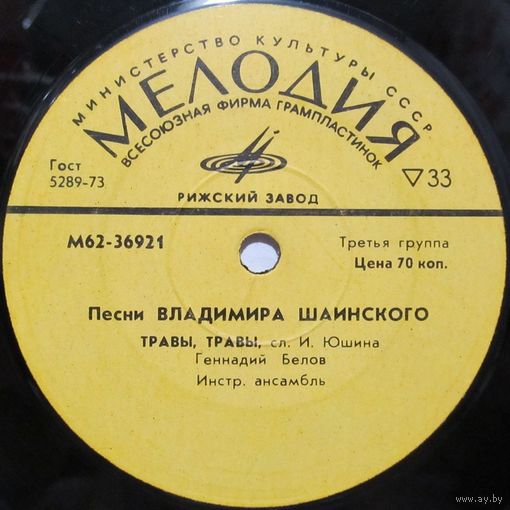 МИНИСТЕРСТВО КУЛЬТУРЫ СССР
МЕЛОДИЯ
ВСЕСОЮЗНАЯ ФИРМА ГРАМПЛАСТИНОК
Гост
5289-73
▽33
РИЖСКИЙ ЗАВОД
М62-36921
Третья группа
Цена 70 коп.
Песни ВЛАДИМИРА ШАИНСКОГО
ТРАВЫ, ТРАВЫ, сл. И. Юшина
Геннадий Белов
Инстр. ансамбль
www.ay.by